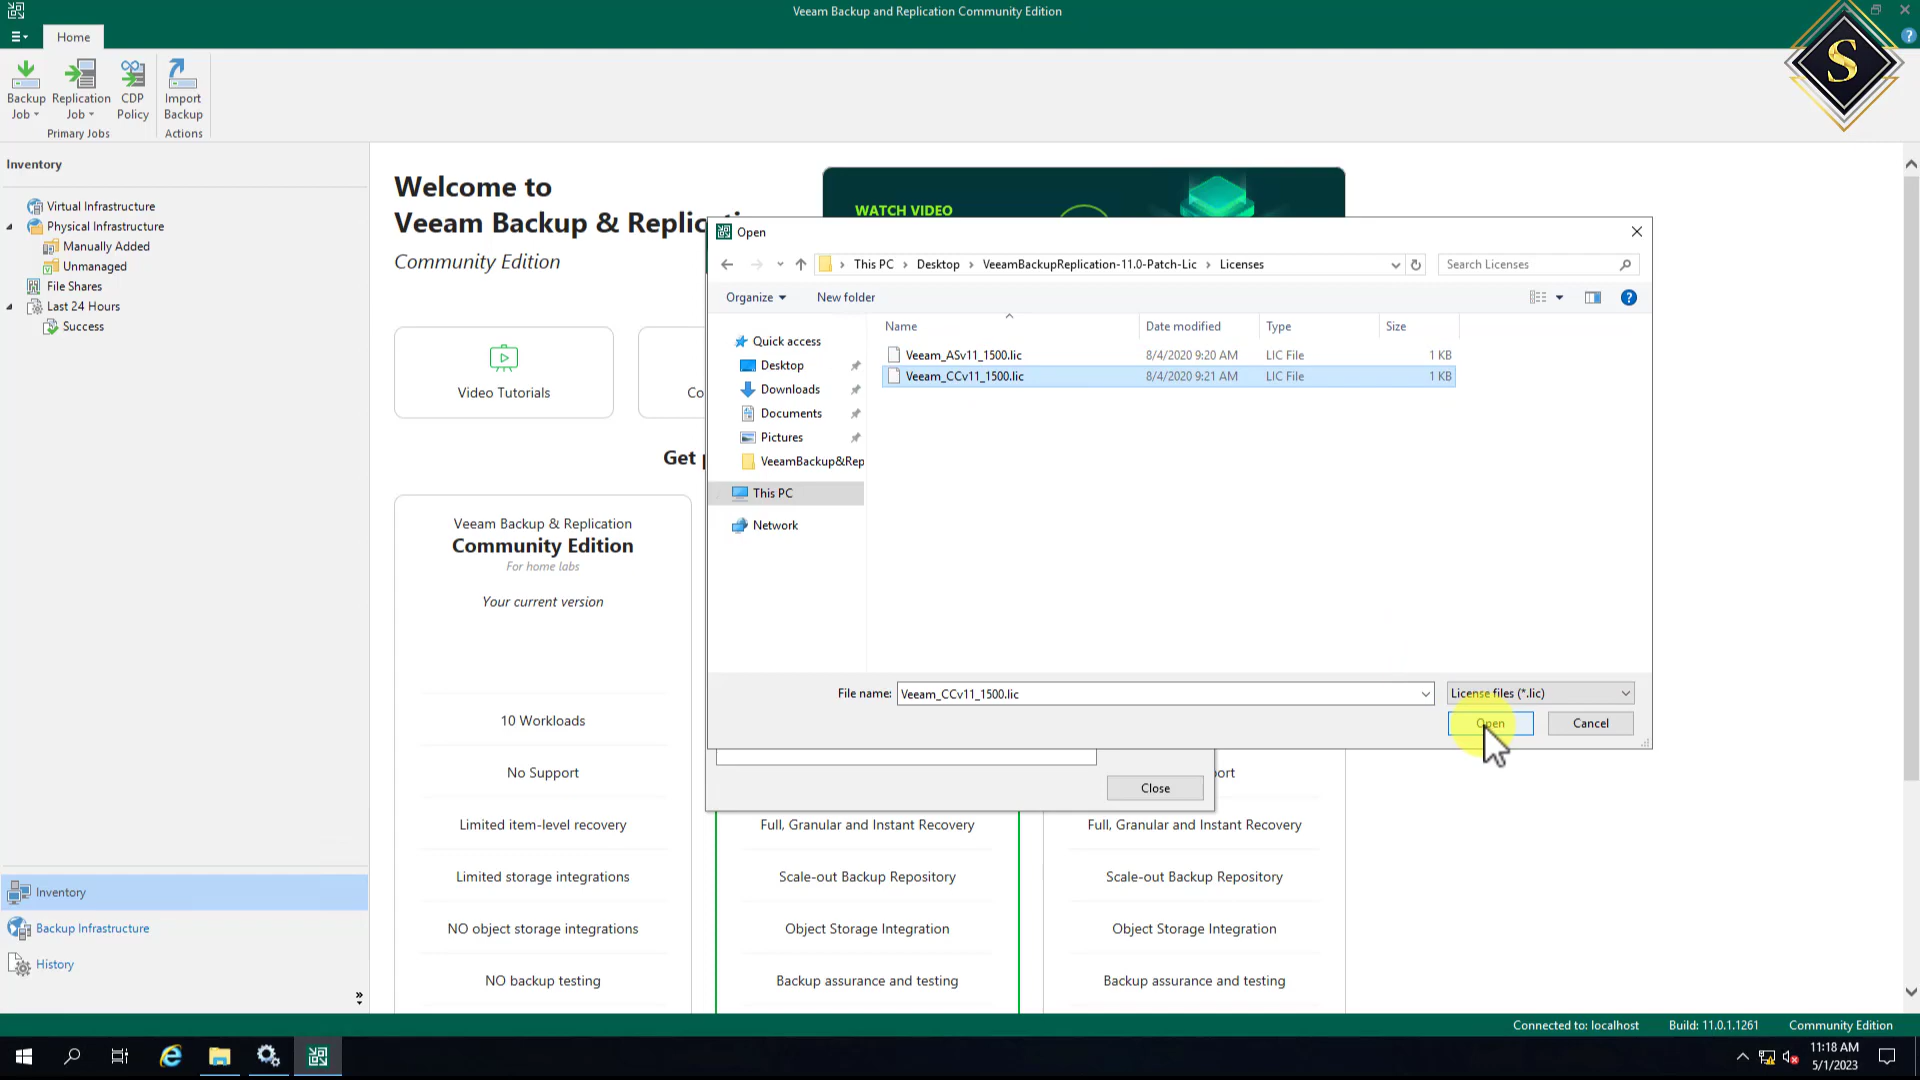 Veeam Backup and Replication Community Edition
Home
Backup Job
Replication Job
CDP Policy
Import Backup
Primary Jobs
Actions
S
Inventory
Virtual Infrastructure
Physical Infrastructure
Manually Added
Unmanaged
File Shares
Last 24 Hours
Success
Inventory
Backup Infrastructure
History
Welcome to
Veeam Backup & Replic
Community Edition
WATCH VIDEO
Video Tutorials
Co
Get
Veeam Backup & Replication
Community Edition
For home labs
Your current version
10 Workloads
No Support
Limited item-level recovery
Limited storage integrations
NO object storage integrations
NO backup testing
Open
This PC
Desktop
VeeamBackupReplication-11.0-Patch-Lic
Licenses
Search Licenses
Organize
New folder
Quick access
Desktop
Downloads
Documents
Pictures
VeeamBackup&Rep
This PC
Network
Name Date modified Type Size
Veeam_ASv11_1500.lic 8/4/2020 9:20 AM LIC File 1 KB
Veeam_CCv11_1500.lic 8/4/2020 9:21 AM LIC File 1 KB
File name: Veeam_CCv11_1500.lic
License files (*.lic)
Open
Cancel
Close
Full, Granular and Instant Recovery
Scale-out Backup Repository
Object Storage Integration
Backup assurance and testing
port
Full, Granular and Instant Recovery
Scale-out Backup Repository
Object Storage Integration
Backup assurance and testing
Connected to: localhost
Build: 11.0.1.1261
Community Edition
11:18 AM
5/1/2023